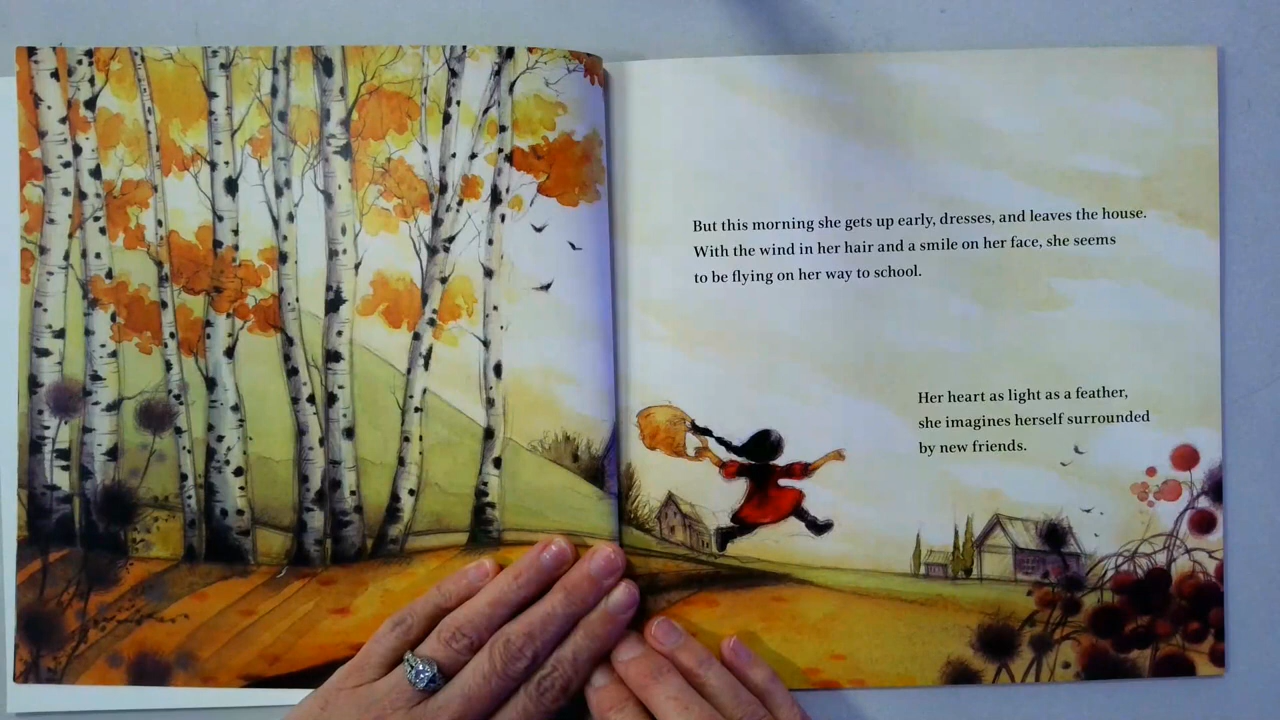 But this morning she gets up early, dresses, and leaves the house.
With the wind in her hair and a smile on her face, she seems
to be flying on her way to school.
Her heart as light as a feather,
she imagines herself surrounded
by new friends.